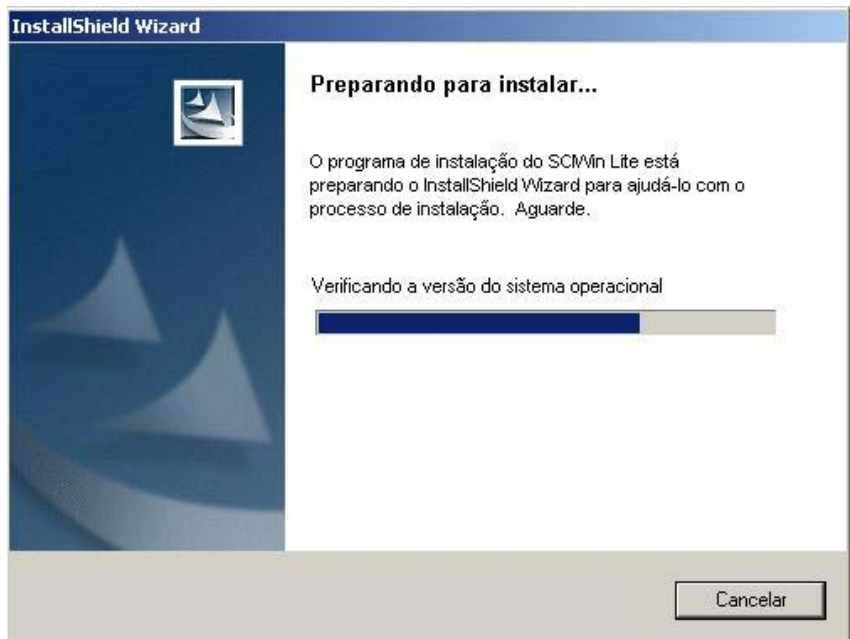 InstallShield Wizard
Preparando para instalar...
O programa de instalação do SCIWin Lite está
preparando o InstallShield Wizard para ajudá-lo com o
processo de instalação. Aguarde.
Verificando a versão do sistema operacional
Cancelar